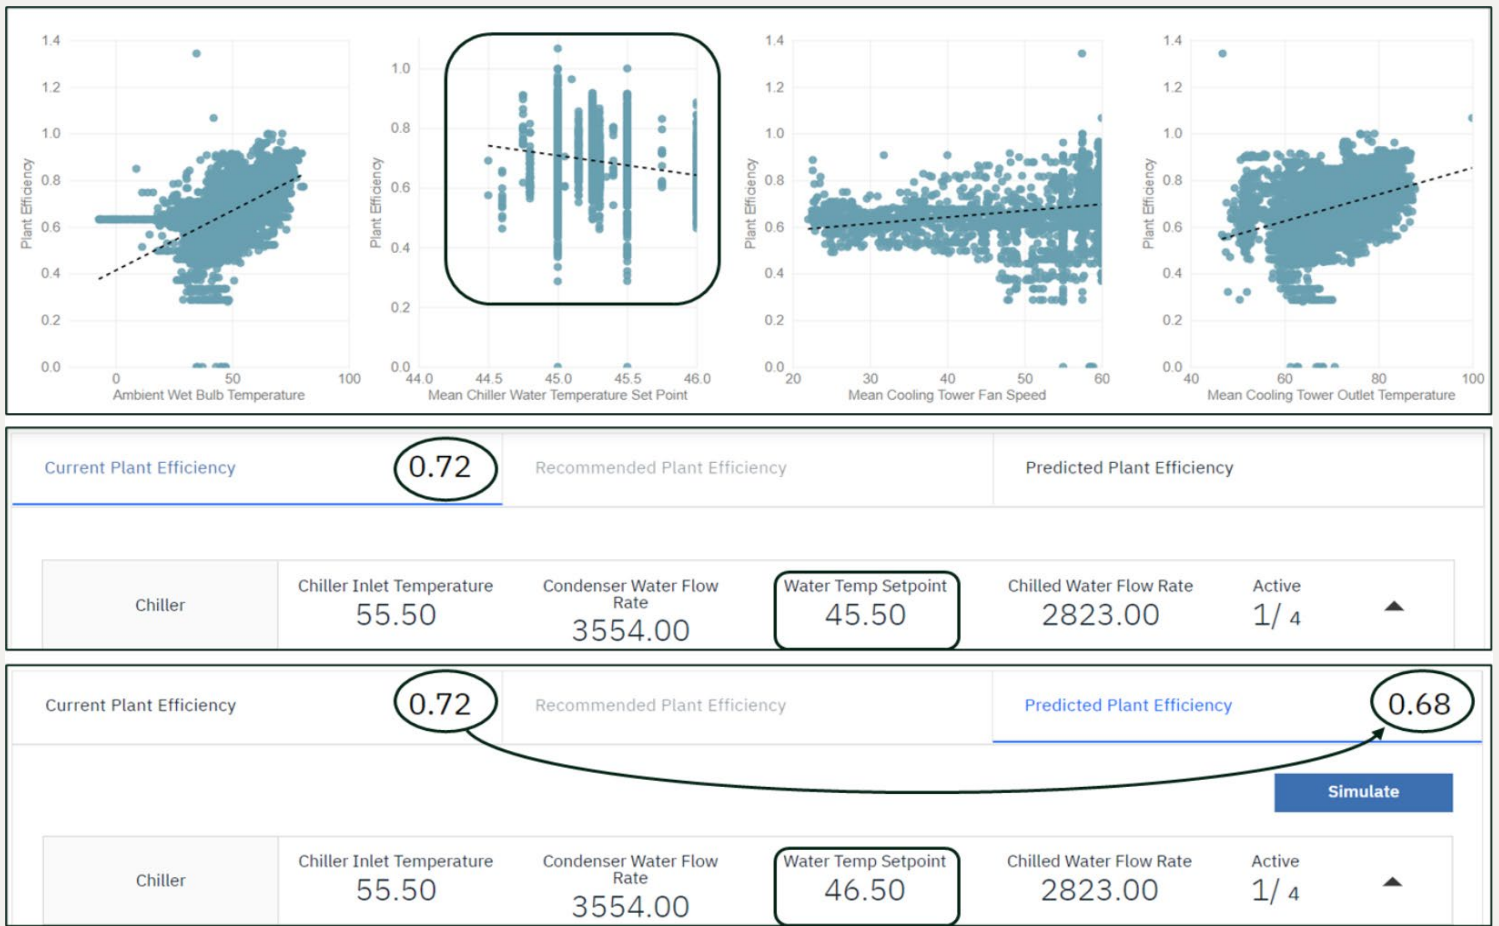 1.4
1.2
1.0
0.8
0.6
0.4
0.2
0.0
Plant Efficiency
0
50
100
Ambient Wet Bulb Temperature
1.0
0.8
0.6
0.4
0.2
0.0
Plant Efficiency
44.0
44.5
45.0
45.5
46.0
Mean Chiller Water Temperature Set Point
1.4
1.2
1.0
0.8
0.6
0.4
0.2
0.0
Plant Efficiency
20
30
40
50
60
Mean Cooling Tower Fan Speed
1.4
1.2
1.0
0.8
0.6
0.4
0.2
0.0
Plant Efficiency
40
60
80
100
Mean Cooling Tower Outlet Temperature
Current Plant Efficiency
0.72
Recommended Plant Efficiency
Predicted Plant Efficiency
Chiller
Chiller Inlet Temperature
55.50
Condenser Water Flow
Rate
3554.00
Water Temp Setpoint
45.50
Chilled Water Flow Rate
2823.00
Active
1/ 4
Current Plant Efficiency
0.72
Recommended Plant Efficiency
Predicted Plant Efficiency
0.68
Simulate
Chiller
Chiller Inlet Temperature
55.50
Condenser Water Flow
Rate
3554.00
Water Temp Setpoint
46.50
Chilled Water Flow Rate
2823.00
Active
1/ 4